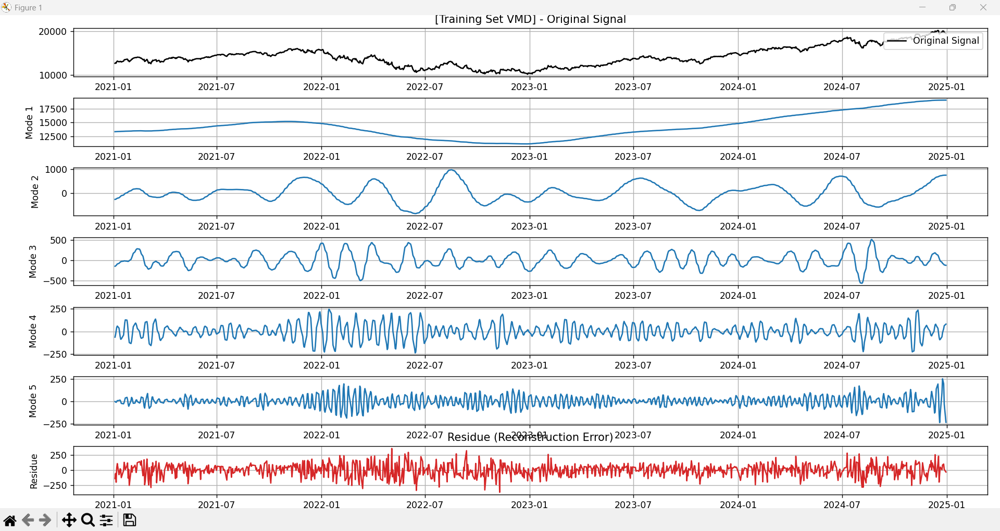 Figure 1
[Training Set VMD] - Original Signal
20000
10000
Original Signal
2021-01 2021-07 2022-01 2022-07 2023-01 2023-07 2024-01 2024-07 2025-01
Mode 1
17500
15000
12500
2021-01 2021-07 2022-01 2022-07 2023-01 2023-07 2024-01 2024-07 2025-01
Mode 2
1000
0
2021-01 2021-07 2022-01 2022-07 2023-01 2023-07 2024-01 2024-07 2025-01
Mode 3
500
0
−500
2021-01 2021-07 2022-01 2022-07 2023-01 2023-07 2024-01 2024-07 2025-01
Mode 4
250
0
−250
2021-01 2021-07 2022-01 2022-07 2023-01 2023-07 2024-01 2024-07 2025-01
Mode 5
250
0
−250
2021-01 2021-07 2022-01 2022-07 2023-01 2023-07 2024-01 2024-07 2025-01
Residue (Reconstruction Error)
Residue
250
0
−250
2021-01 2021-07 2022-01 2022-07 2023-01 2023-07 2024-01 2024-07 2025-01